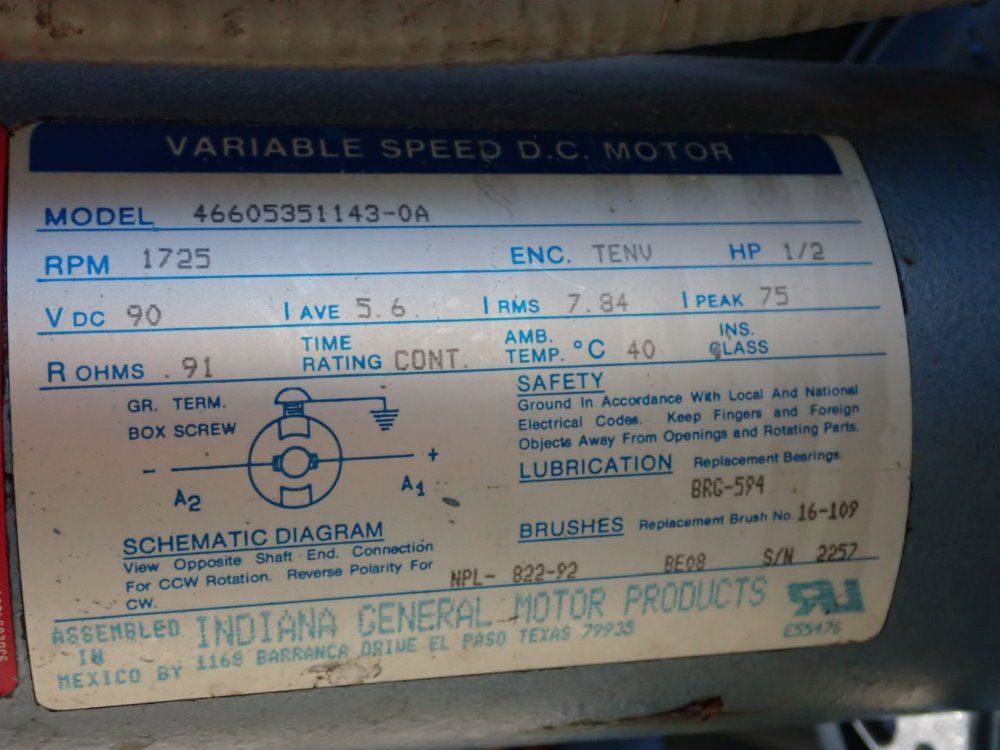 VARIABLE SPEED D.C. MOTOR
MODEL 46605351143-0A
RPM 1725 ENC. TENV HP 1/2
V DC 90 I AVE 5.6 I RMS 7.84 I PEAK 75
R OHMS .91 TIME RATING CONT. AMB. TEMP. °C 40 INS. CLASS
GR. TERM.
BOX SCREW
- +
A2 A1
SCHEMATIC DIAGRAM
View Opposite Shaft End. Connection
For CCW Rotation. Reverse Polarity For
CW.
SAFETY
Ground In Accordance With Local And National
Electrical Codes. Keep Fingers and Foreign
Objects Away From Openings and Rotating Parts.
LUBRICATION Replacement Bearings.
BRG-594
BRUSHES Replacement Brush No. 16-109
NPL- 822-92 BE08 S/N 2257
ASSEMBLED IN MEXICO BY
INDIANA GENERAL MOTOR PRODUCTS
1168 BARRANCA DRIVE EL PASO TEXAS 79935
E55476